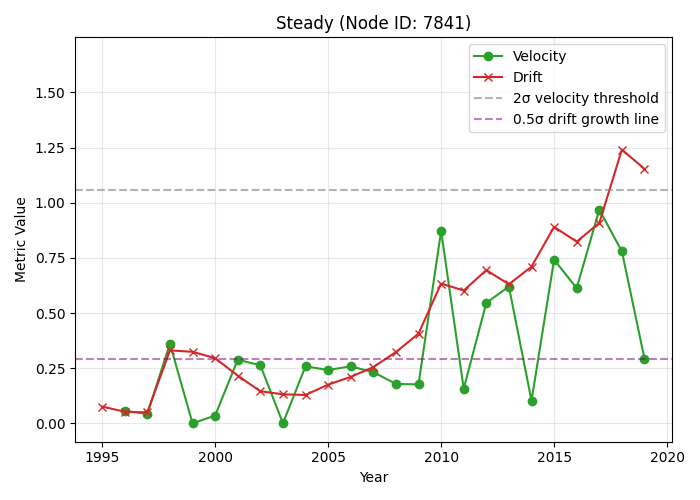 Steady (Node ID: 7841)
Velocity
Drift
2σ velocity threshold
0.5σ drift growth line
Metric Value
1.50
1.25
1.00
0.75
0.50
0.25
0.00
1995
2000
2005
2010
2015
2020
Year